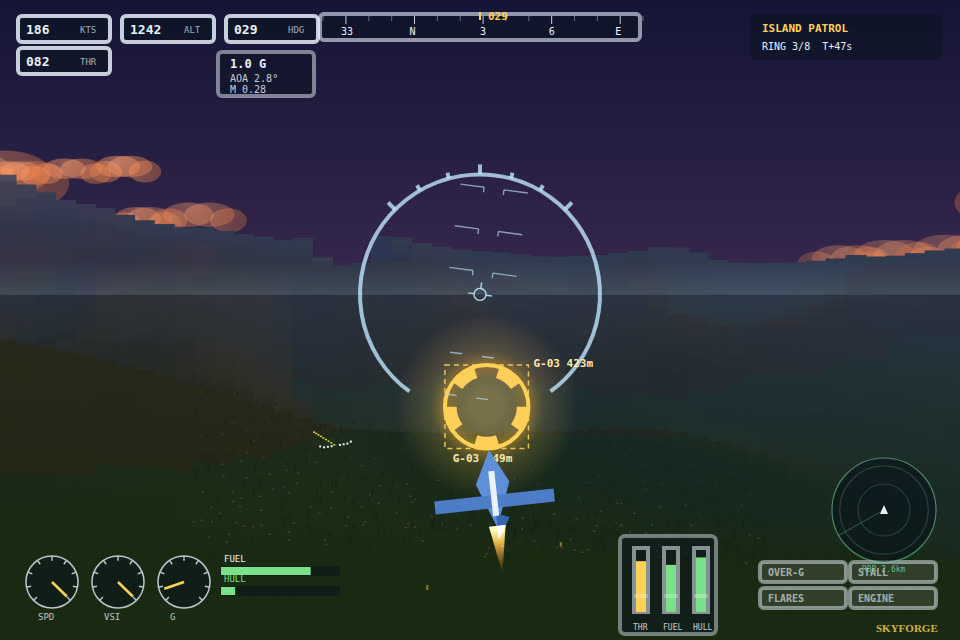 186 KTS
1242 ALT
029 HDG
082 THR
1.0 G
AOA 2.8°
M 0.28
029
33 N 3 6 E
ISLAND PATROL
RING 3/8 T+47s
G-03 423m
G-03 49m
FUEL
HULL
SPD VSI G
THR FUEL HULL
OVER-G STALL
FLARES ENGINE
SKYFORGE